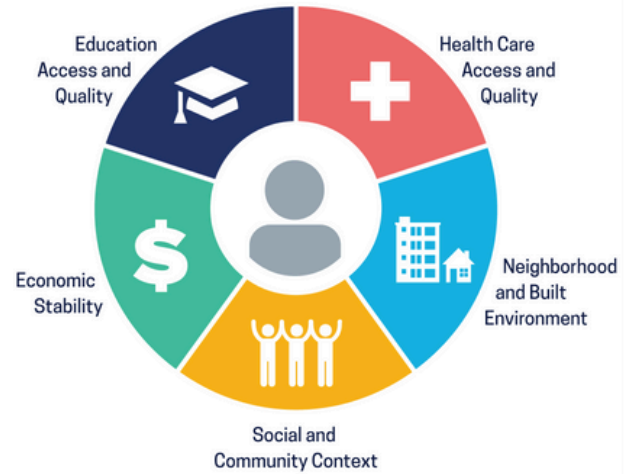 Education
Access and
Quality
Health Care
Access and
Quality
$
Economic
Stability
Neighborhood
and Built
Environment
Social and
Community Context